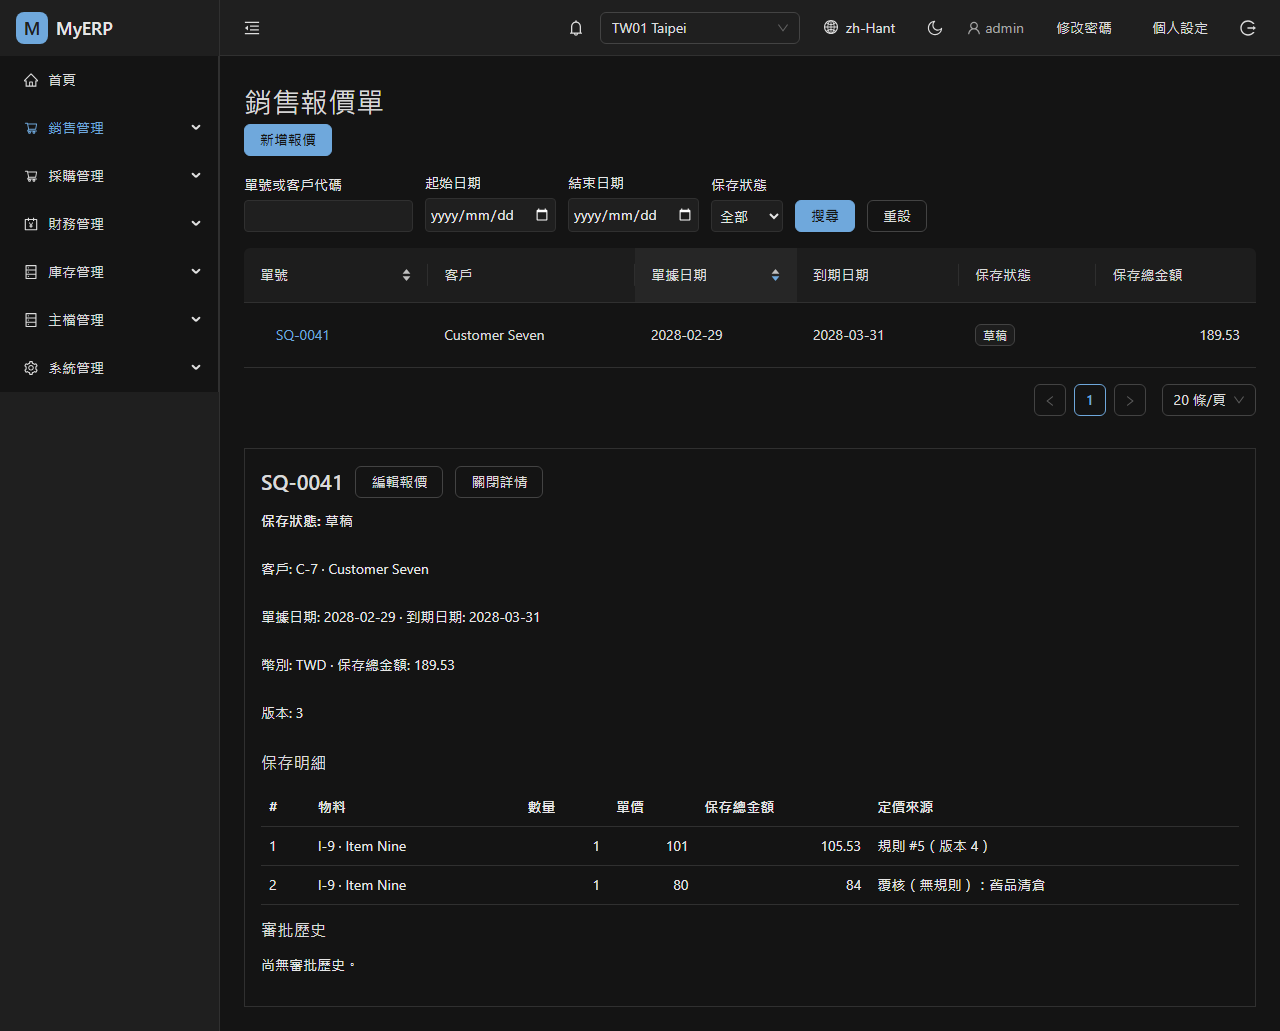 M MyERP
TW01 Taipei zh-Hant admin 修改密碼 個人設定
首頁
銷售管理
採購管理
財務管理
庫存管理
主檔管理
系統管理
銷售報價單
新增報價
單號或客戶代碼 起始日期 結束日期 保存狀態
yyyy/mm/dd yyyy/mm/dd 全部 搜尋 重設
單號 客戶 單據日期 到期日期 保存狀態 保存總金額
SQ-0041 Customer Seven 2028-02-29 2028-03-31 草稿 189.53
< 1 > 20 條/頁
SQ-0041 編輯報價 關閉詳情
保存狀態: 草稿
客戶: C-7 · Customer Seven
單據日期: 2028-02-29 · 到期日期: 2028-03-31
幣別: TWD · 保存總金額: 189.53
版本: 3
保存明細
# 物料 數量 單價 保存總金額 定價來源
1 I-9 · Item Nine 1 101 105.53 規則 #5（版本 4）
2 I-9 · Item Nine 1 80 84 覆核（無規則）：舊品清倉
審批歷史
尚無審批歷史。